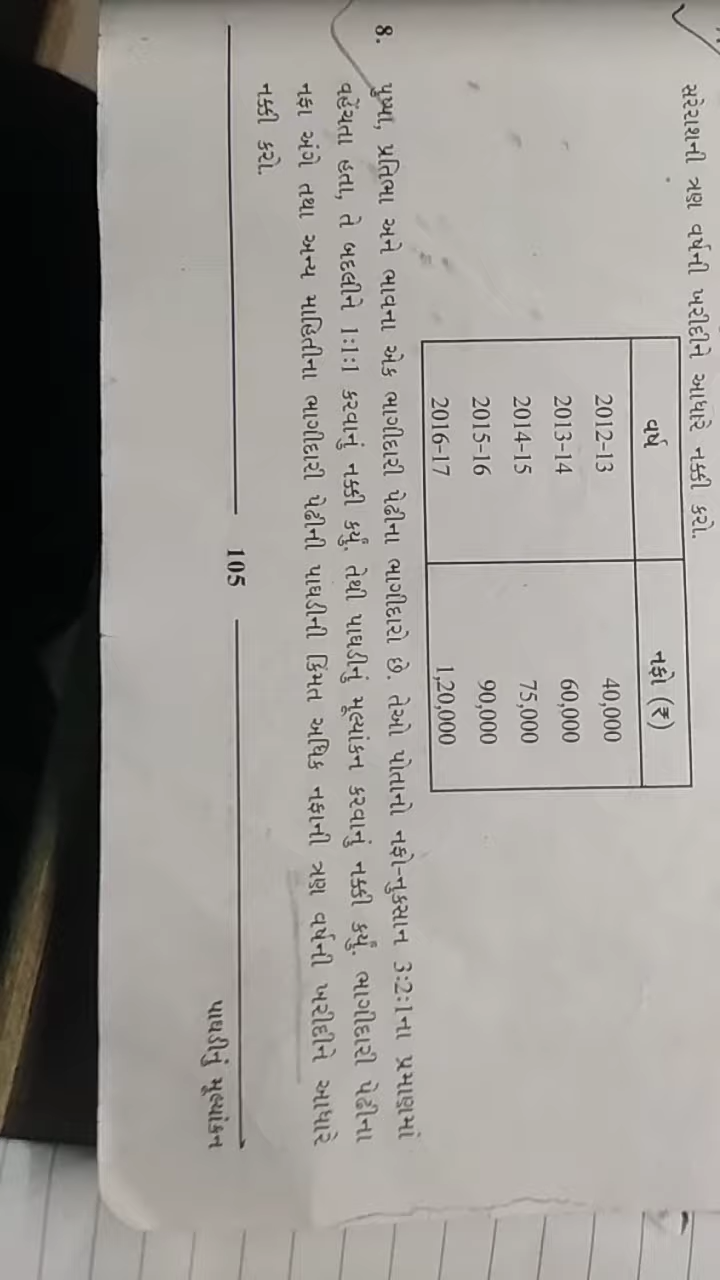 સરેરાશની ત્રણ વર્ષની ખરીદીને આધારે નક્કી કરો.
વર્ષ નફો (₹)
2012-13 40,000
2013-14 60,000
2014-15 75,000
2015-16 90,000
2016-17 1,20,000
8. પુષ્પા, પ્રતિભા અને ભાવના એક ભાગીદારી પેઢીના ભાગીદારો છે. તેઓ પોતાનો નફો-નુકસાન 3:2:1ના પ્રમાણમાં
વહેંચતા હતા, તે બદલીને 1:1:1 કરવાનું નક્કી કર્યું. તેથી પાઘડીનું મૂલ્યાંકન કરવાનું નક્કી કર્યું. ભાગીદારી પેઢીના
નફા અંગે તથા અન્ય માહિતીના ભાગીદારી પેઢીની પાઘડીની કિંમત અધિક નફાની ત્રણ વર્ષની ખરીદીને આધારે
નક્કી કરો.
105 પાઘડીનું મૂલ્યાંકન